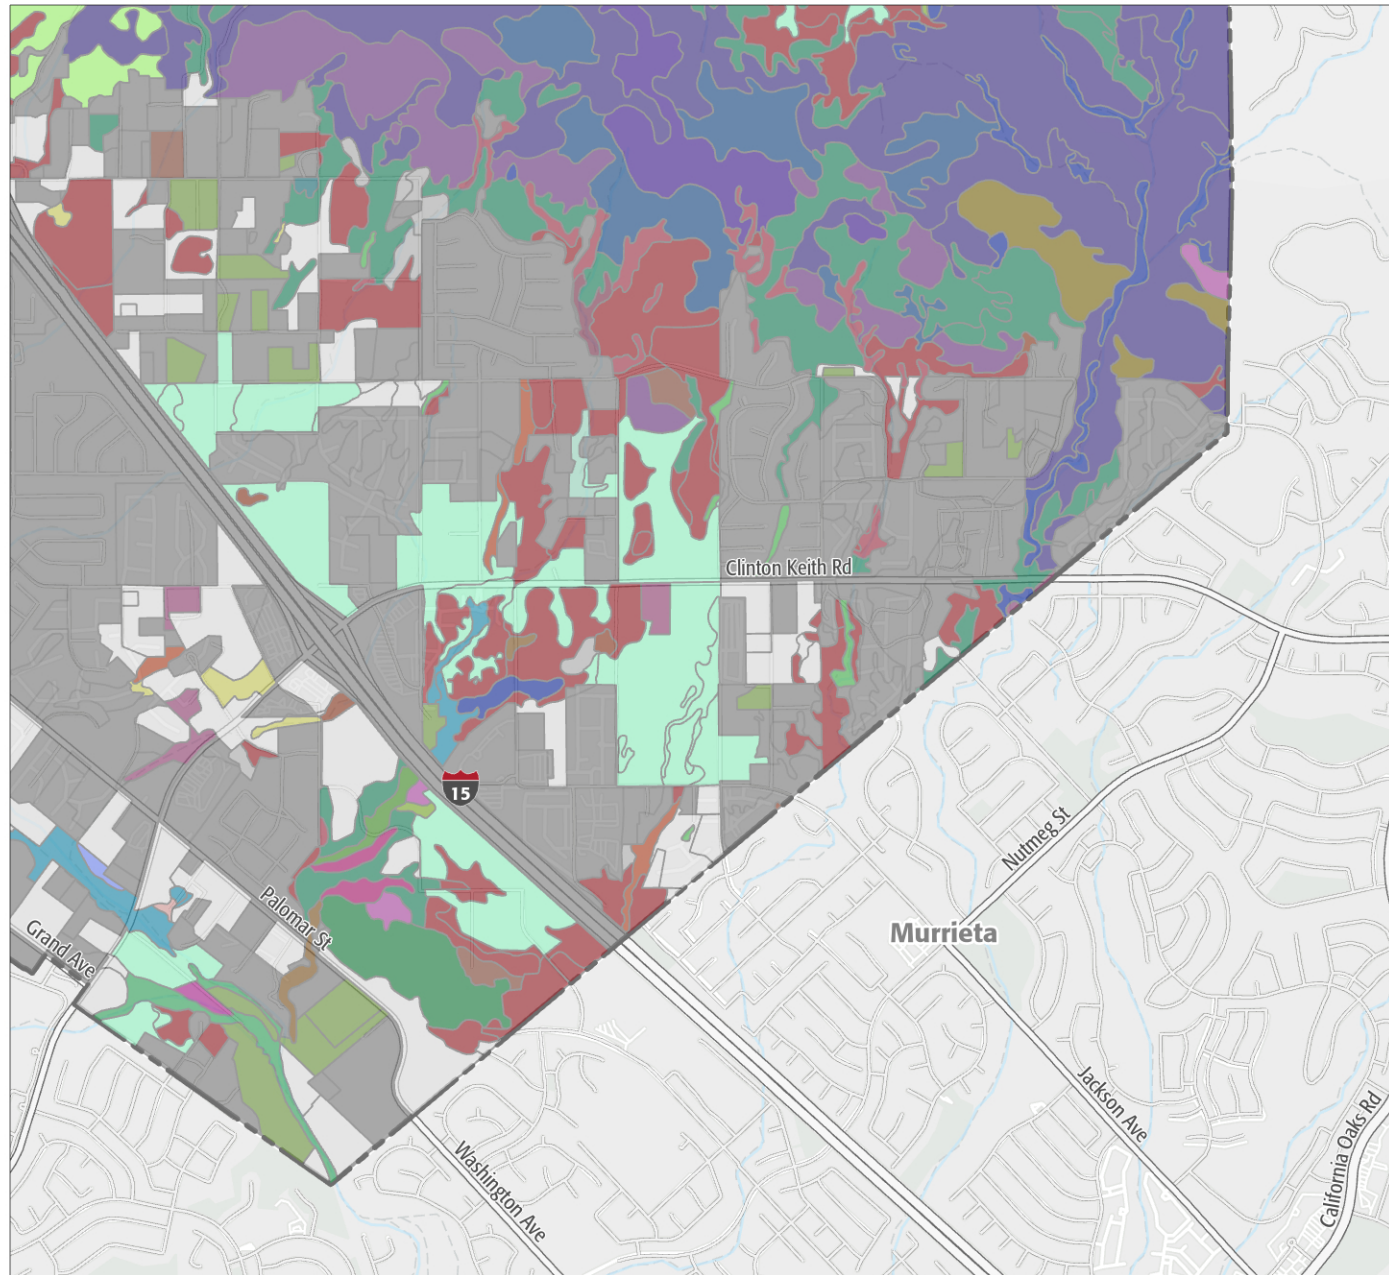 Clinton Keith Rd
15
Nutmeg St
Palomar St
Grand Ave
Murrieta
Jackson Ave
Washington Ave
California Oaks Rd